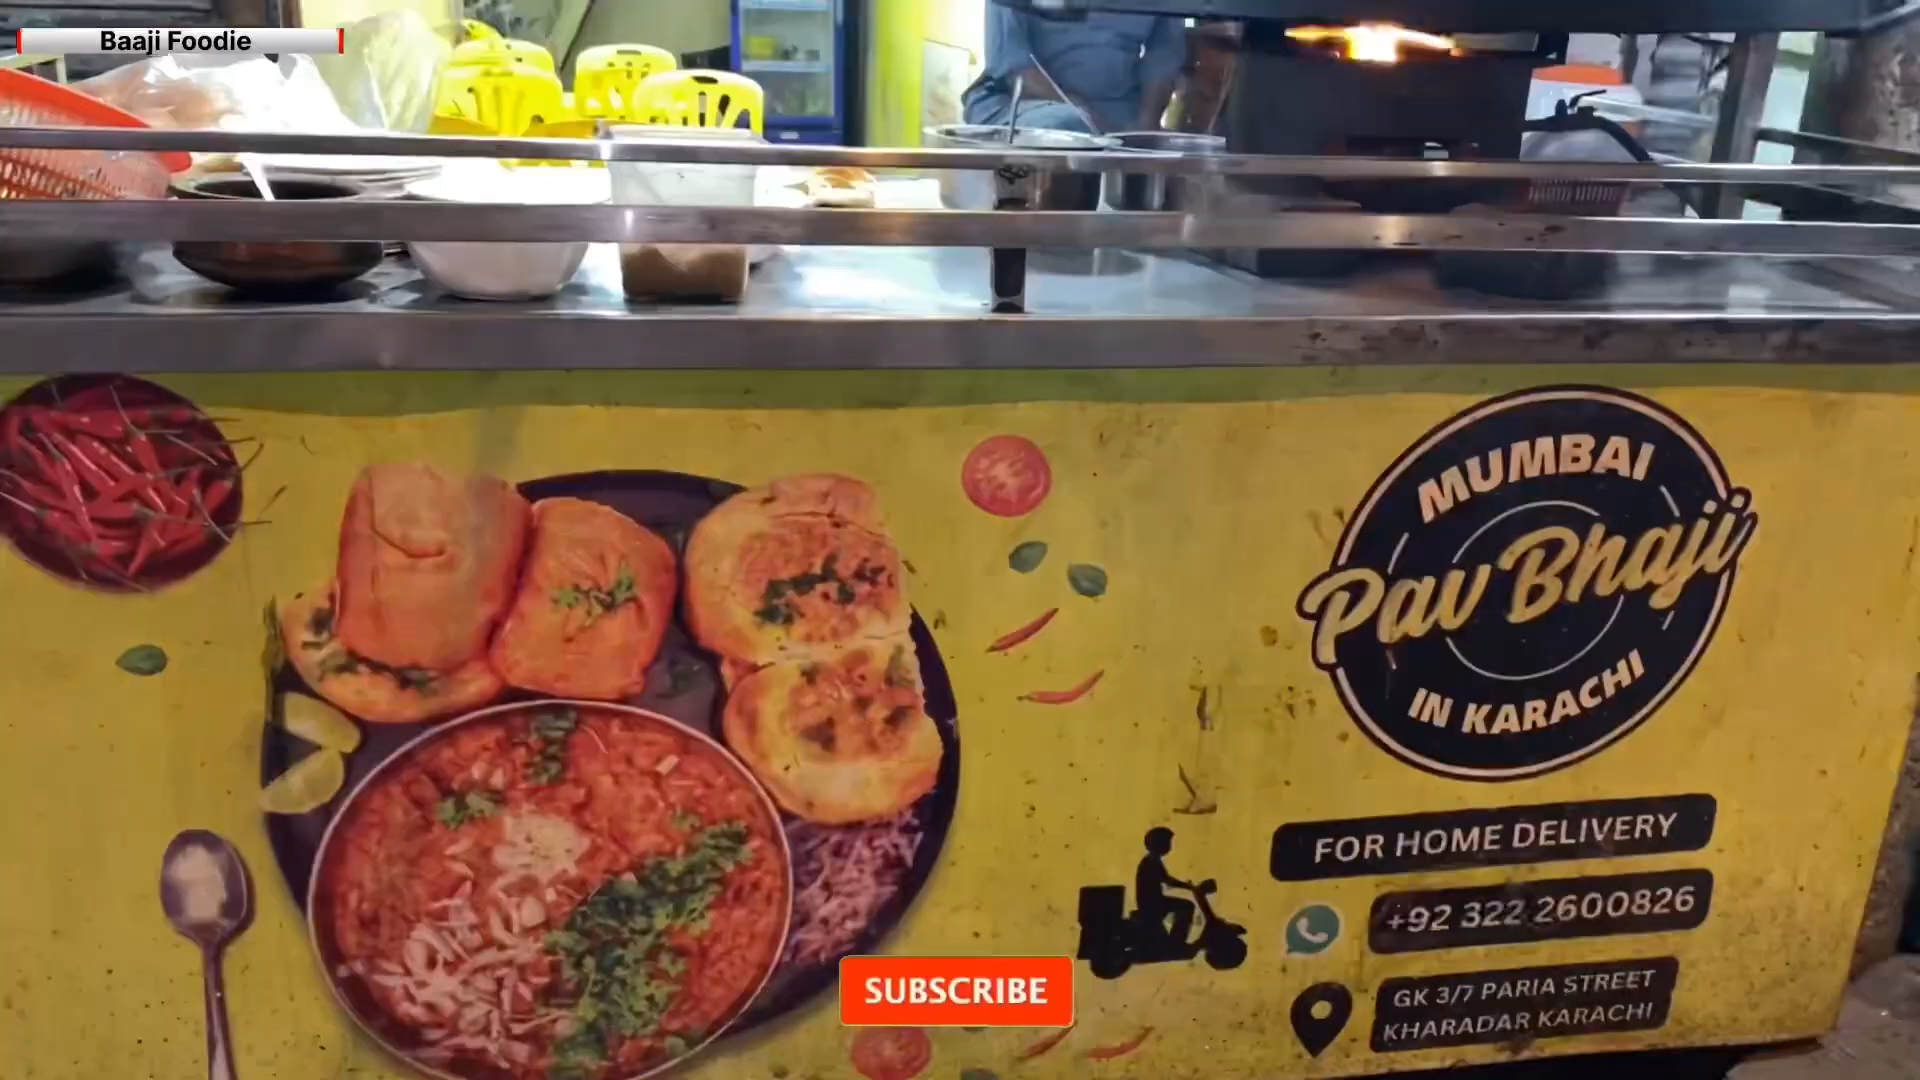 Baaji Foodie
MUMBAI
Pav Bhaji
IN KARACHI
FOR HOME DELIVERY
+92 322 2600826
GK 3/7 PARIA STREET
KHARADAR KARACHI
SUBSCRIBE